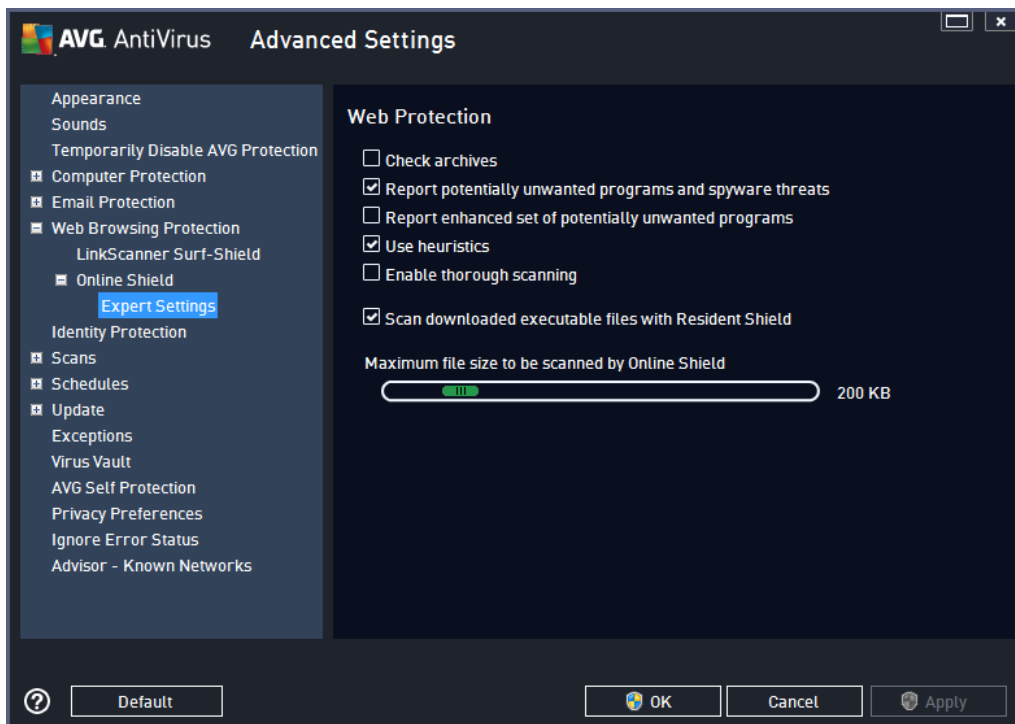 AVG. AntiVirus Advanced Settings
Appearance
Sounds
Temporarily Disable AVG Protection
Computer Protection
Email Protection
Web Browsing Protection
LinkScanner Surf-Shield
Online Shield
Expert Settings
Identity Protection
Scans
Schedules
Update
Exceptions
Virus Vault
AVG Self Protection
Privacy Preferences
Ignore Error Status
Advisor - Known Networks
Web Protection
Check archives
Report potentially unwanted programs and spyware threats
Report enhanced set of potentially unwanted programs
Use heuristics
Enable thorough scanning
Scan downloaded executable files with Resident Shield
Maximum file size to be scanned by Online Shield
200 KB
? Default OK Cancel Apply